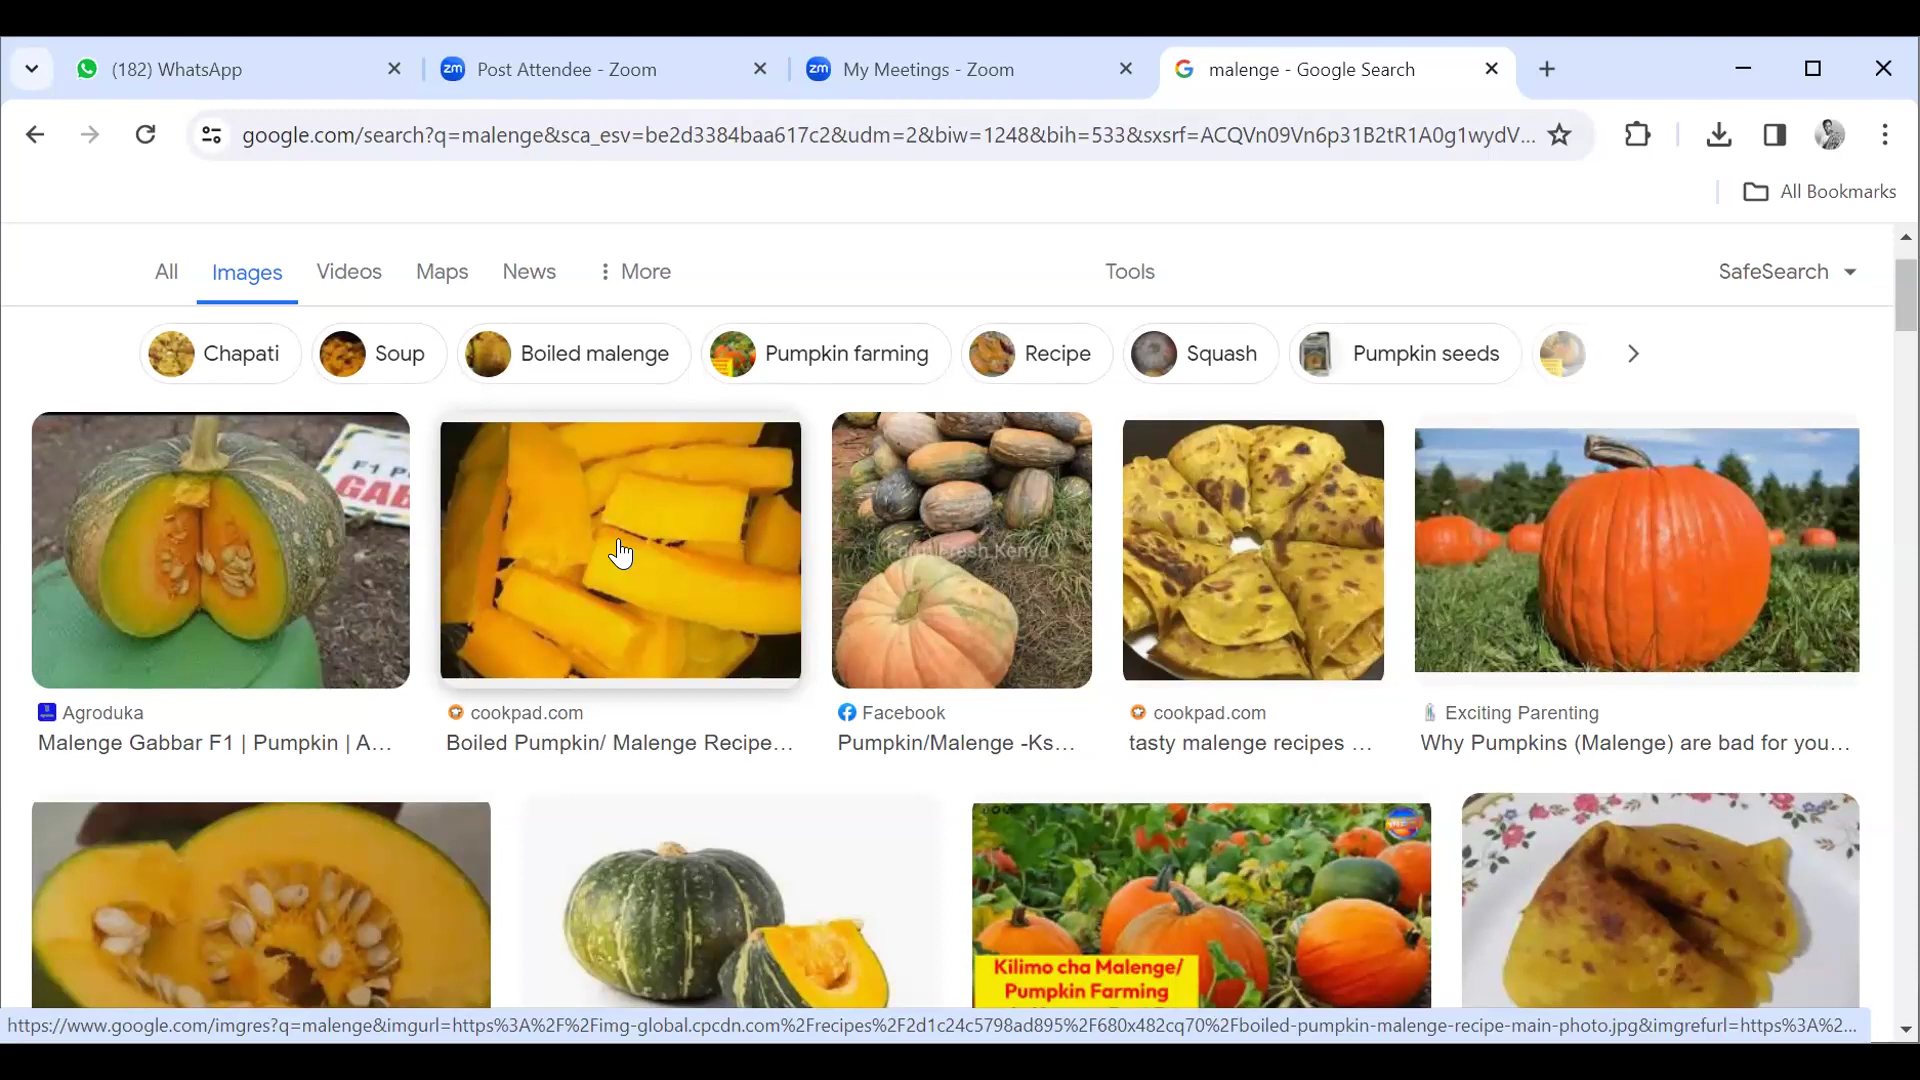 (182) WhatsApp
Post Attendee - Zoom
My Meetings - Zoom
malenge - Google Search
google.com/search?q=malenge&sca_esv=be2d3384baa617c2&udm=2&biw=1248&bih=533&sxsrf=ACQVn09Vn6p31B2tR1A0g1wydV...
All Bookmarks
All
Images
Videos
Maps
News
More
Tools
SafeSearch
Chapati
Soup
Boiled malenge
Pumpkin farming
Recipe
Squash
Pumpkin seeds
Farm Fresh Kenya
Agroduka
Malenge Gabbar F1 | Pumpkin | A...
cookpad.com
Boiled Pumpkin/ Malenge Recipe...
Facebook
Pumpkin/Malenge -Ks...
cookpad.com
tasty malenge recipes ...
Exciting Parenting
Why Pumpkins (Malenge) are bad for you...
Kilimo cha Malenge/
Pumpkin Farming
https://www.google.com/imgres?q=malenge&imgurl=https%3A%2F%2Fimg-global.cpcdn.com%2Frecipes%2F2d1c24c5798ad895%2F680x482cq70%2Fboiled-pumpkin-malenge-recipe-main-photo.jpg&imgrefurl=https%3A%2...